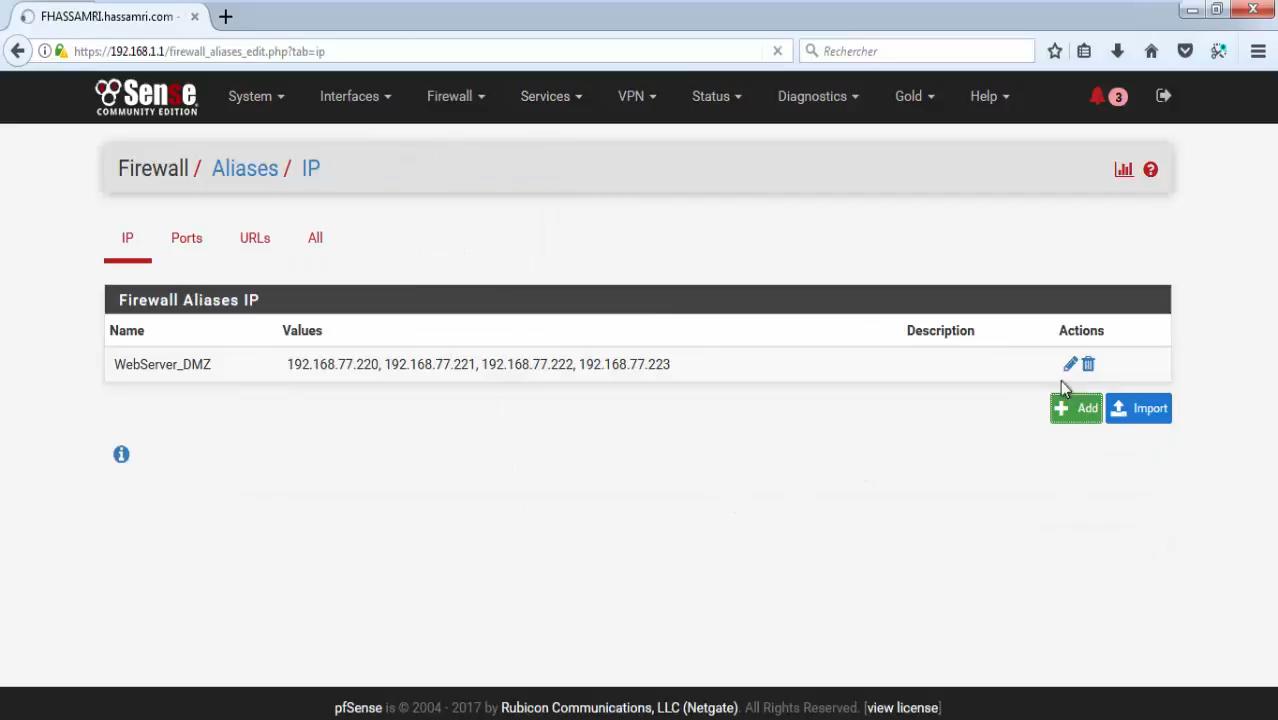 FHASSAMRI.hassamri.com -
https://192.168.1.1/firewall_aliases_edit.php?tab=ip
Rechercher
Sense
COMMUNITY EDITION
System
Interfaces
Firewall
Services
VPN
Status
Diagnostics
Gold
Help
3
Firewall / Aliases / IP
IP
Ports
URLs
All
Firewall Aliases IP
Name Values Description Actions
WebServer_DMZ 192.168.77.220, 192.168.77.221, 192.168.77.222, 192.168.77.223
Add
Import
pfSense is © 2004 - 2017 by Rubicon Communications, LLC (Netgate). All Rights Reserved. [view license]